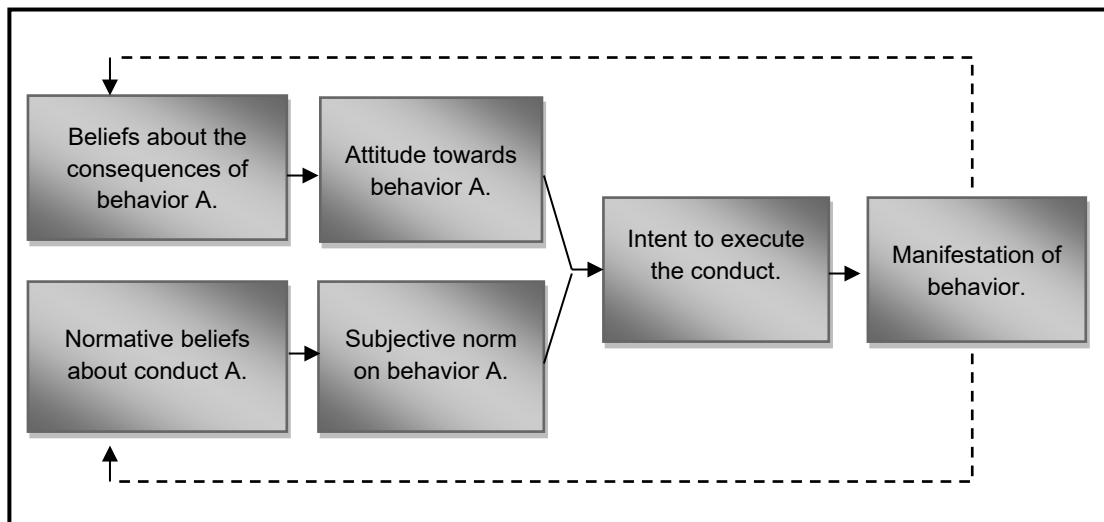 Beliefs about the
consequences of
behavior A.
Attitude towards
behavior A.
Normative beliefs
about conduct A.
Subjective norm
on behavior A.
Intent to execute
the conduct.
Manifestation of
behavior.